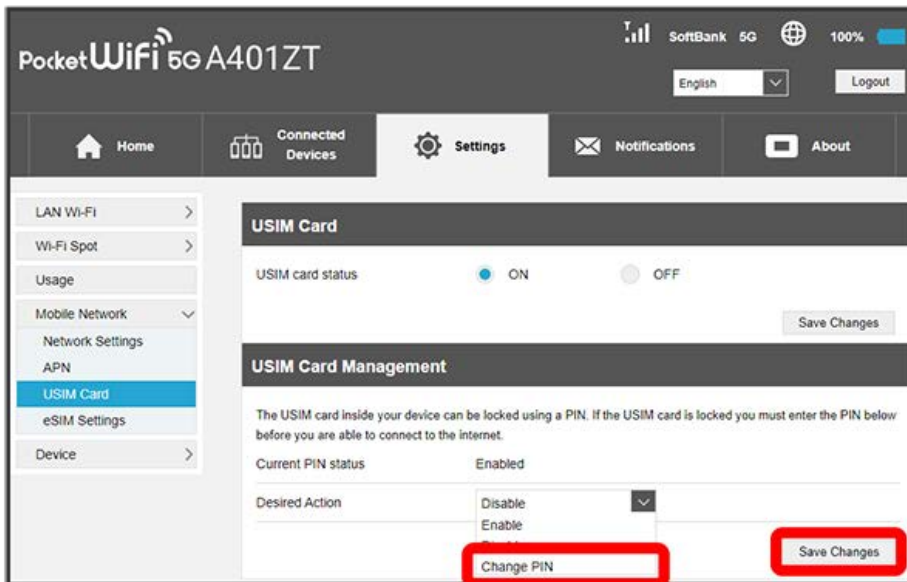 Pocket WiFi 5G A401ZT
SoftBank 5G 100%
English Logout
Home
Connected
Devices
Settings
Notifications
About
LAN Wi-Fi
Wi-Fi Spot
Usage
Mobile Network
Network Settings
APN
USIM Card
eSIM Settings
Device
USIM Card
USIM card status ON OFF
Save Changes
USIM Card Management
The USIM card inside your device can be locked using a PIN. If the USIM card is locked you must enter the PIN below
before you are able to connect to the internet.
Current PIN status Enabled
Desired Action Disable
Enable
Change PIN
Save Changes